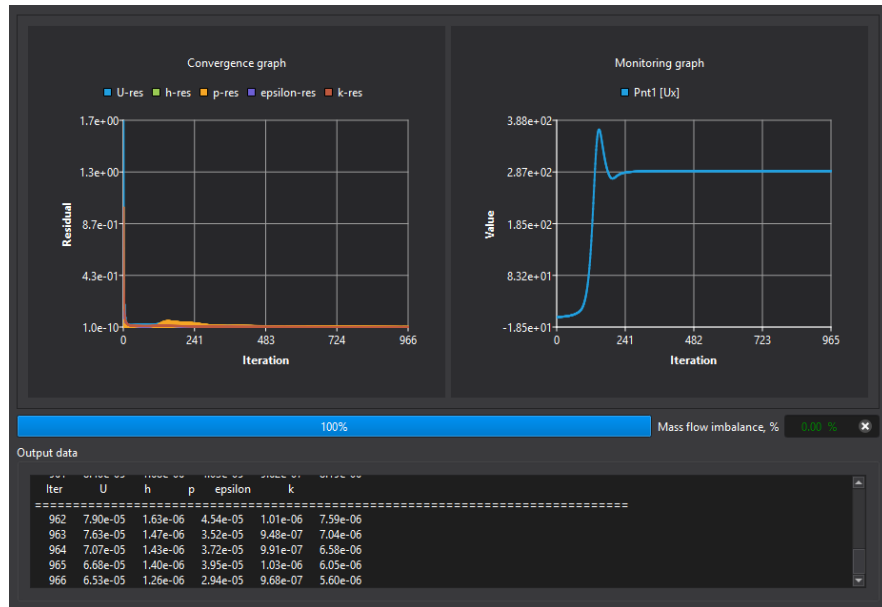 Convergence graph
U-res h-res p-res epsilon-res k-res
1.7e+00
1.3e+00
8.7e-01
4.3e-01
1.0e-10
Residual
0 241 483 724 966
Iteration
Monitoring graph
Pnt1 [Ux]
3.88e+02
2.87e+02
1.85e+02
8.32e+01
-1.85e+01
Value
0 241 482 723 965
Iteration
100%
Mass flow imbalance, % 0.00 %
Output data
Iter U h p epsilon k
==========================================================================
962 7.90e-05 1.63e-06 4.54e-05 1.01e-06 7.59e-06
963 7.63e-05 1.47e-06 3.52e-05 9.48e-07 7.04e-06
964 7.07e-05 1.43e-06 3.72e-05 9.91e-07 6.58e-06
965 6.68e-05 1.40e-06 3.95e-05 1.03e-06 6.05e-06
966 6.53e-05 1.26e-06 2.94e-05 9.68e-07 5.60e-06